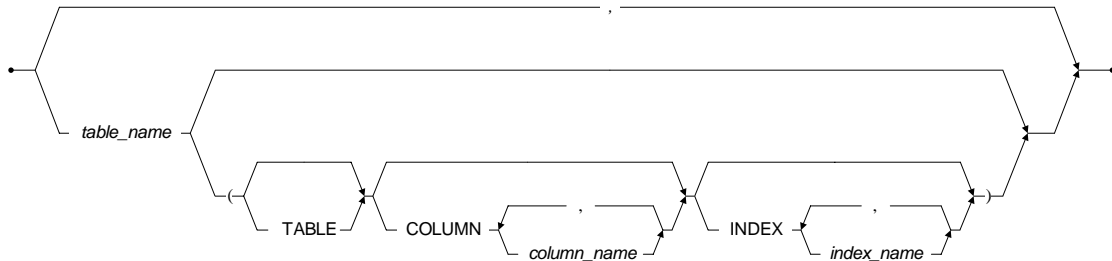 ,
table_name
( TABLE COLUMN , column_name INDEX , index_name )